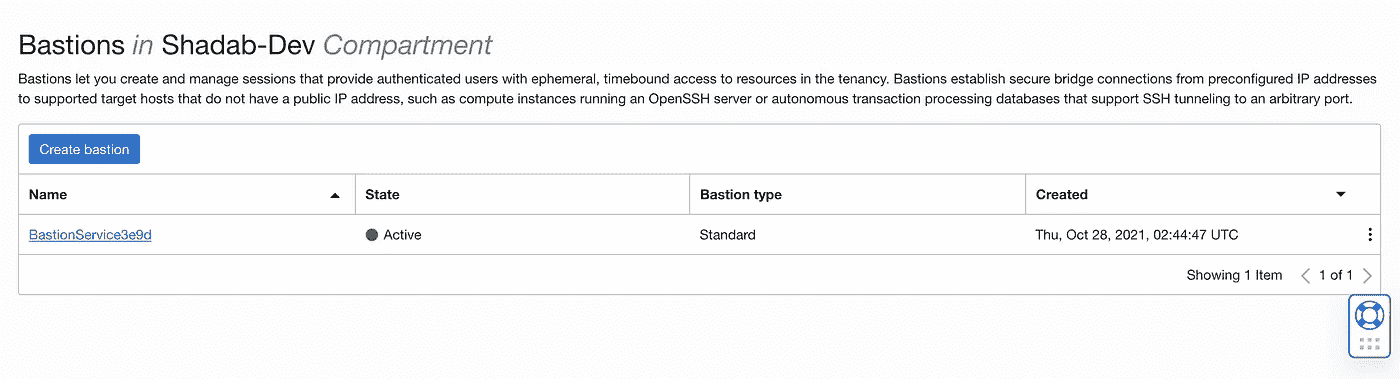 Bastions in Shadab-Dev Compartment
Bastions let you create and manage sessions that provide authenticated users with ephemeral, timebound access to resources in the tenancy. Bastions establish secure bridge connections from preconfigured IP addresses
to supported target hosts that do not have a public IP address, such as compute instances running an OpenSSH server or autonomous transaction processing databases that support SSH tunneling to an arbitrary port.
Create bastion
Name State Bastion type Created
BastionService3e9d Active Standard Thu, Oct 28, 2021, 02:44:47 UTC
Showing 1 Item 1 of 1